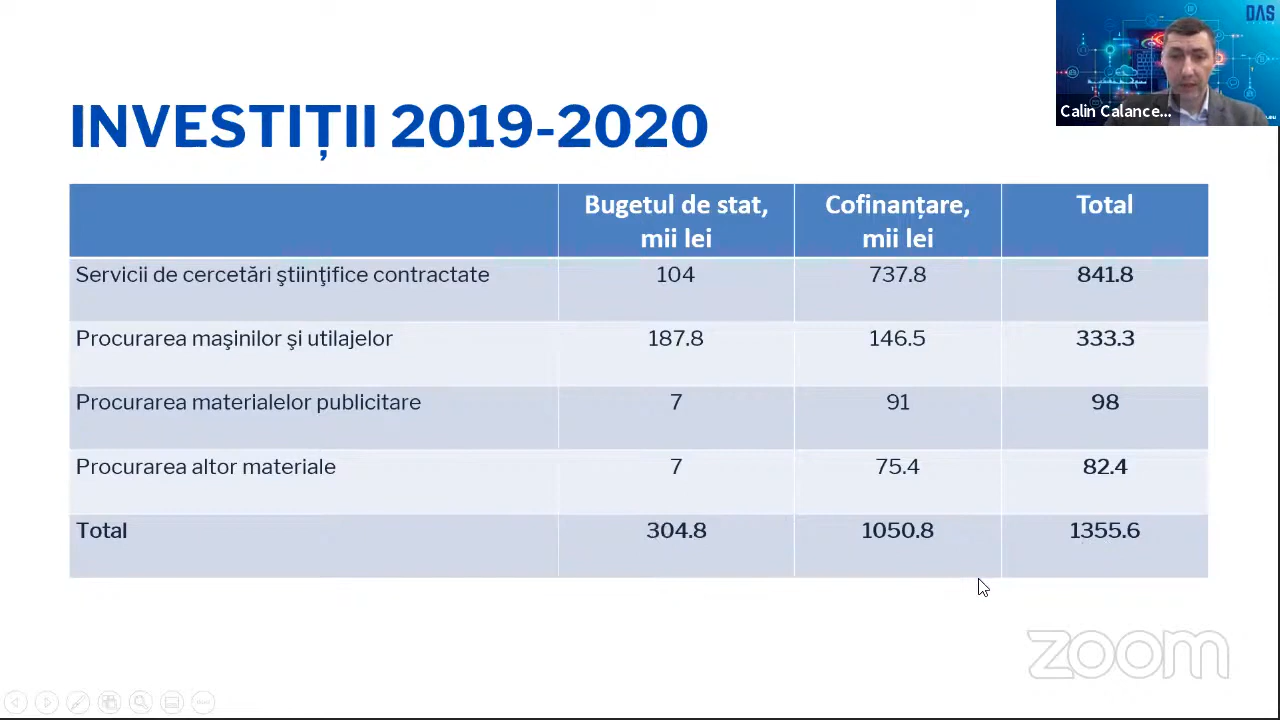 DAS
Calin Calance...
.eu
INVESTIȚII 2019-2020
Bugetul de stat, mii lei
Cofinanțare, mii lei
Total
Servicii de cercetări ştiinţifice contractate 104 737.8 841.8
Procurarea maşinilor şi utilajelor 187.8 146.5 333.3
Procurarea materialelor publicitare 7 91 98
Procurarea altor materiale 7 75.4 82.4
Total 304.8 1050.8 1355.6
zoom